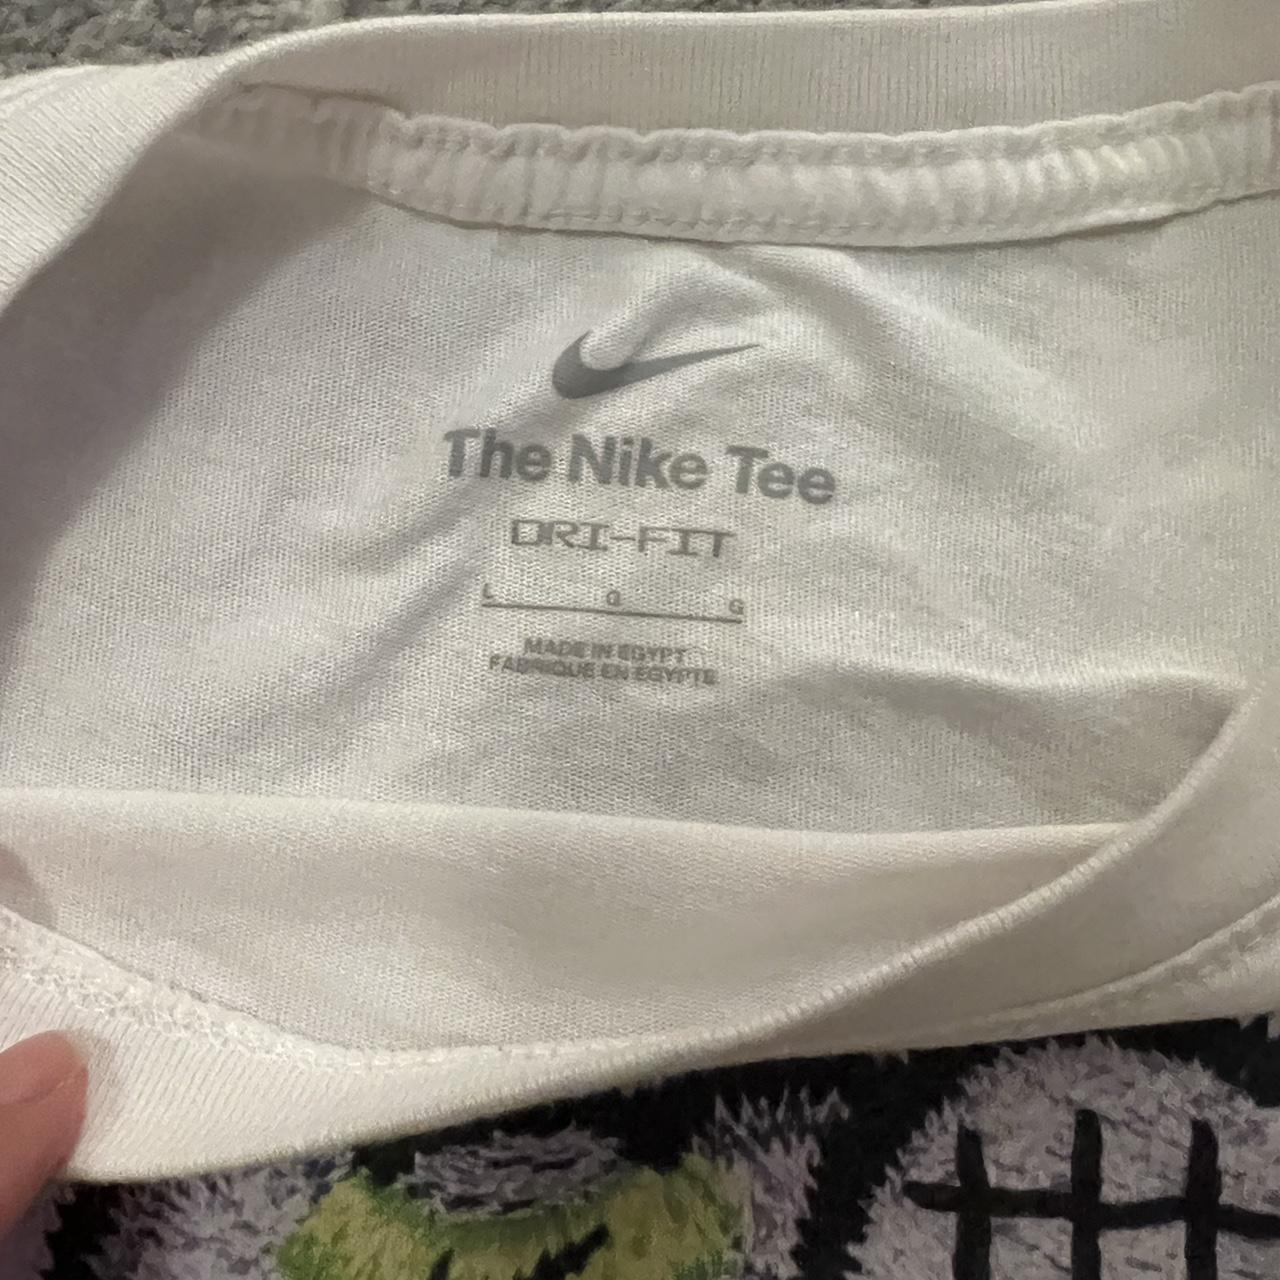 The Nike Tee
DRI-FIT
L G G
MADE IN EGYPT
FABRIQUE EN EGYPTE